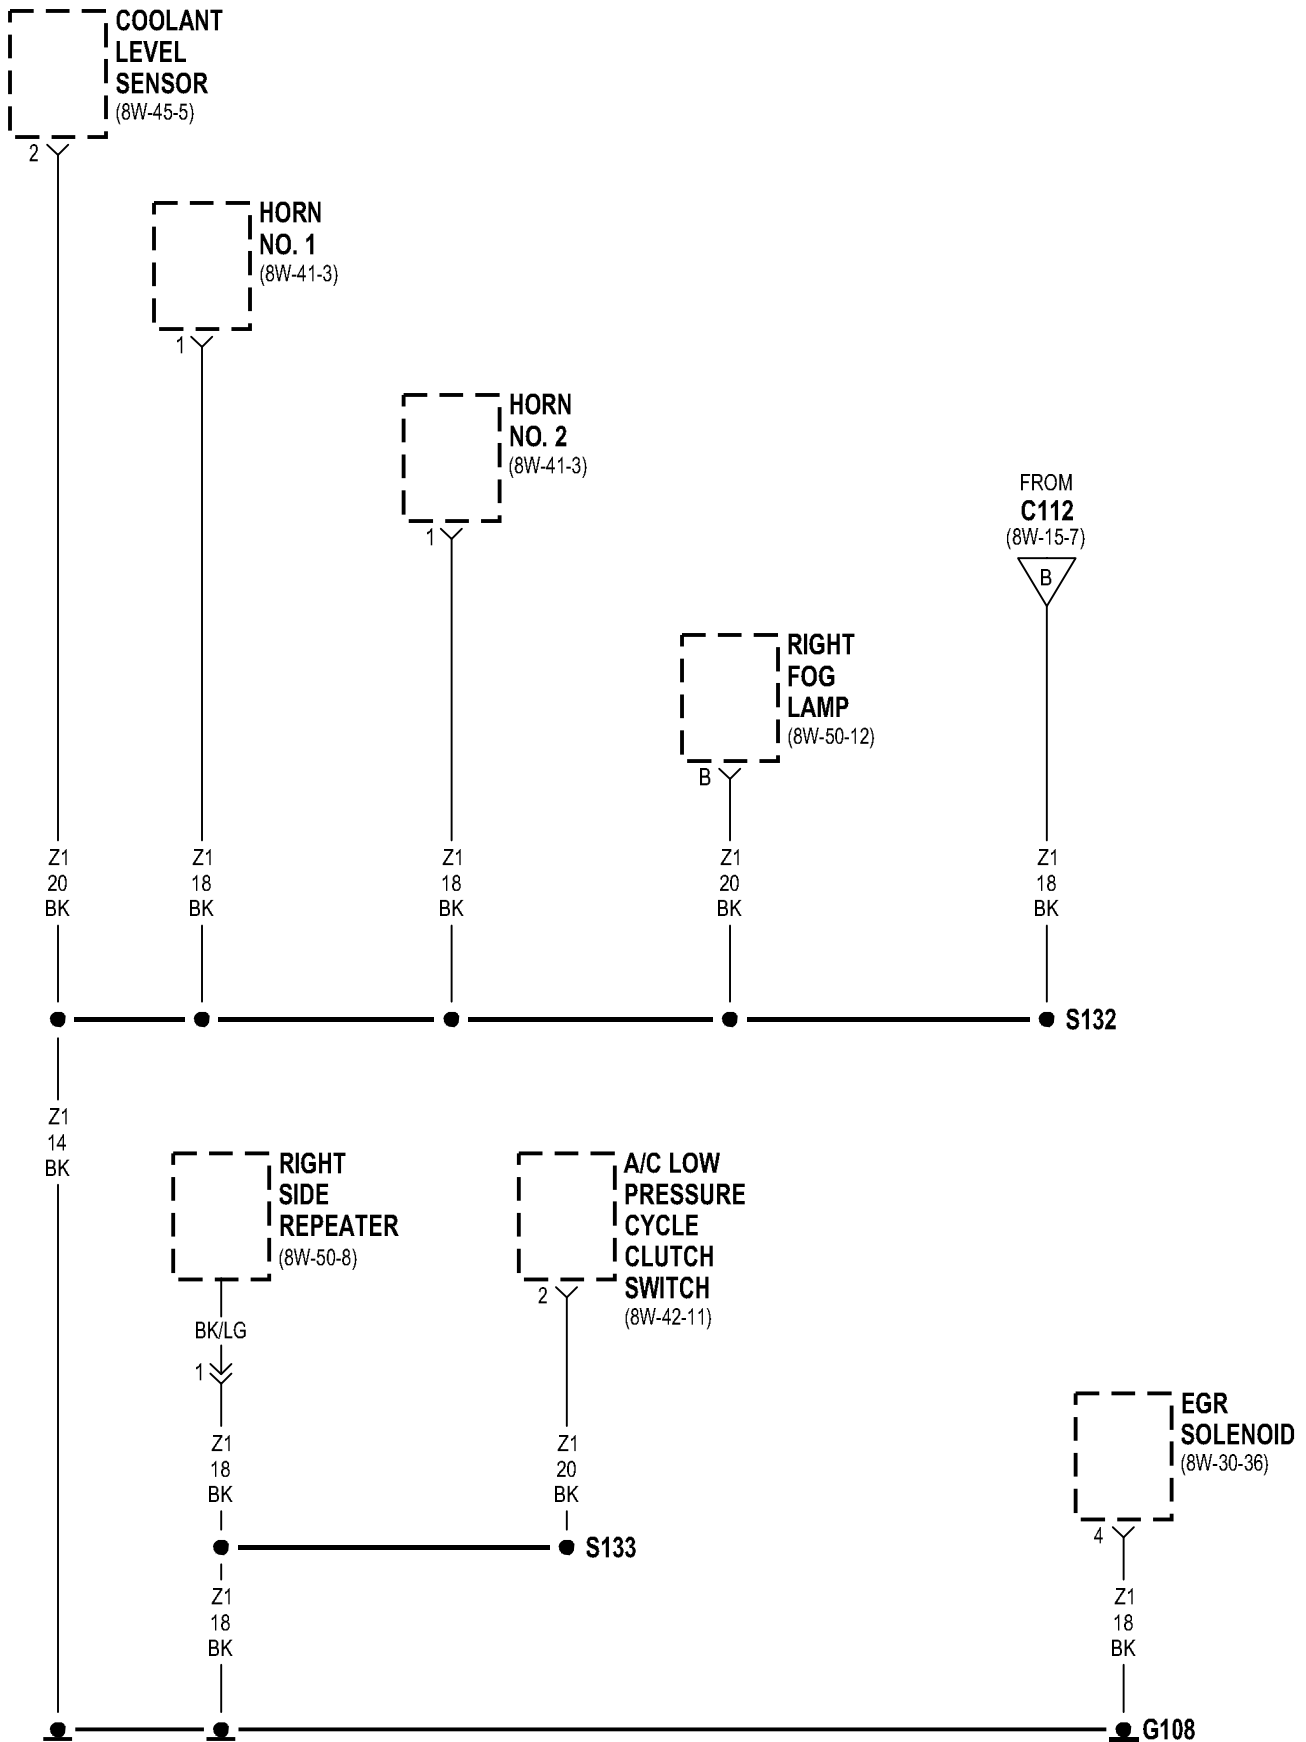 COOLANT
LEVEL
SENSOR
(8W-45-5)
2
HORN
NO. 1
(8W-41-3)
1
HORN
NO. 2
(8W-41-3)
1
FROM
C112
(8W-15-7)
B
RIGHT
FOG
LAMP
(8W-50-12)
B
Z1
20
BK
Z1
18
BK
Z1
18
BK
Z1
20
BK
Z1
18
BK
S132
Z1
14
BK
RIGHT
SIDE
REPEATER
(8W-50-8)
BK/LG
1
A/C LOW
PRESSURE
CYCLE
CLUTCH
SWITCH
(8W-42-11)
2
Z1
18
BK
Z1
20
BK
S133
EGR
SOLENOID
(8W-30-36)
4
Z1
18
BK
Z1
18
BK
G108